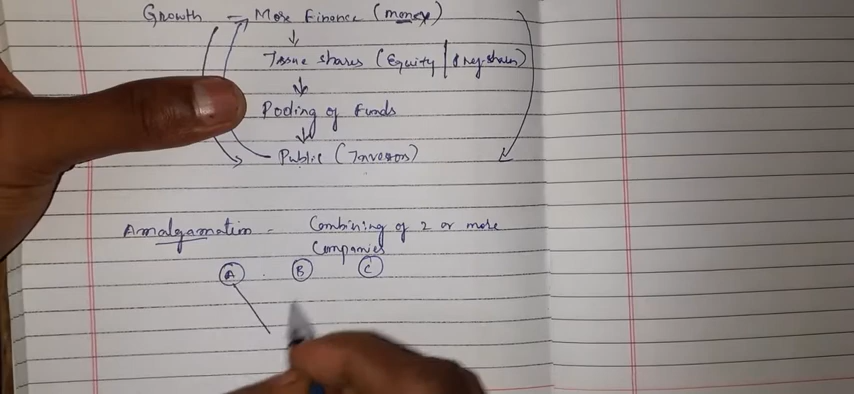 Growth = More Finance (money)
Issue shares (Equity | Preg. shares)
Pooling of Funds
Public (Investors)
Amalgamation = Combining of 2 or more
Companies
A B C